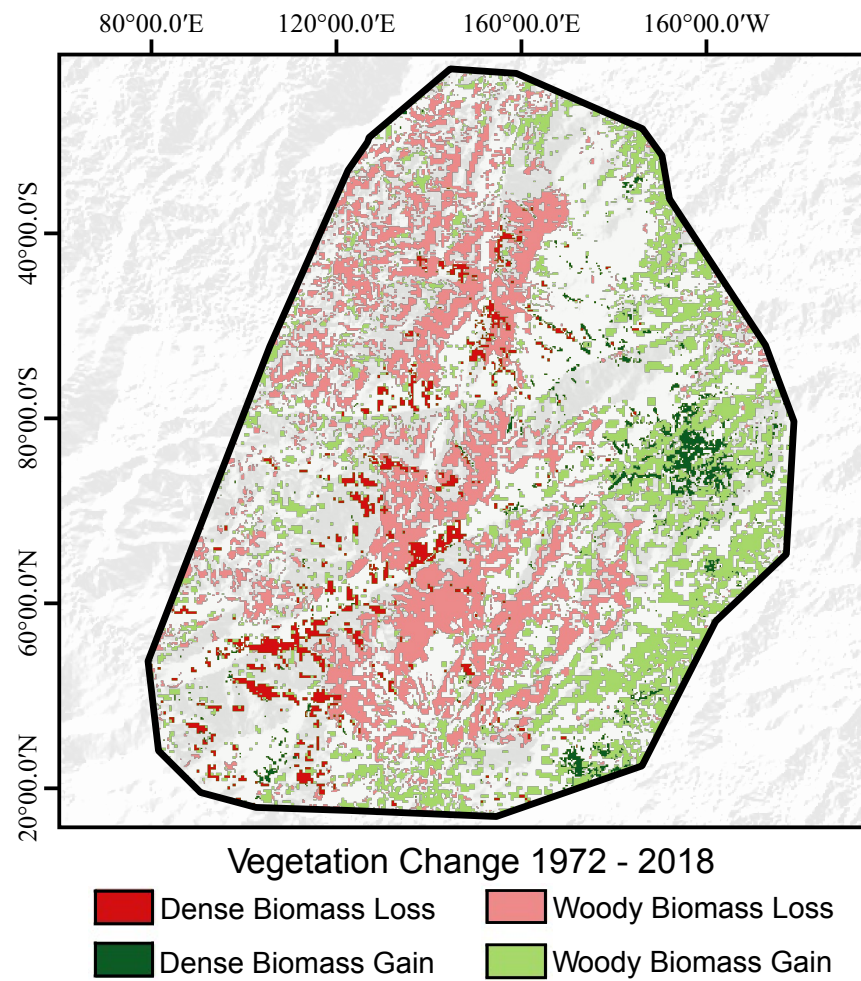 80°00.0′E 120°00.0′E 160°00.0′E 160°00.0′W
40°00.0′S
80°00.0′S
60°00.0′N
20°00.0′N
Vegetation Change 1972 - 2018
Dense Biomass Loss Woody Biomass Loss
Dense Biomass Gain Woody Biomass Gain